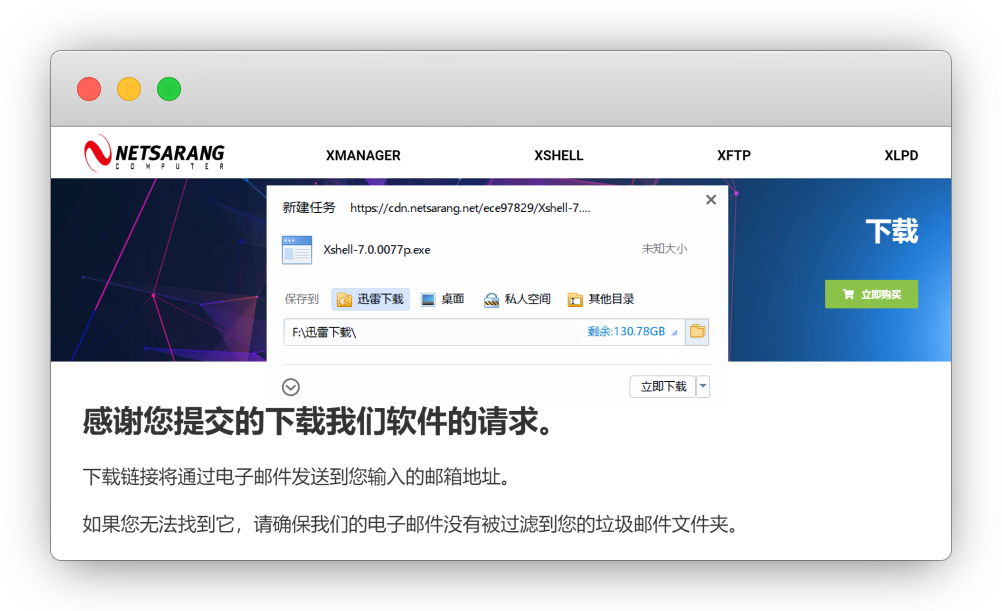 NETSARANG
COMPUTER
XMANAGER
XSHELL
XFTP
XLPD
新建任务 https://cdn.netsarang.net/ece97829/Xshell-7....
Xshell-7.0.0077p.exe 未知大小
保存到 迅雷下载 桌面 私人空间 其他目录
F:\迅雷下载\ 剩余:130.78GB
立即下载
下载
立即购买
感谢您提交的下载我们软件的请求。
下载链接将通过电子邮件发送到您输入的邮箱地址。
如果您无法找到它，请确保我们的电子邮件没有被过滤到您的垃圾邮件文件夹。